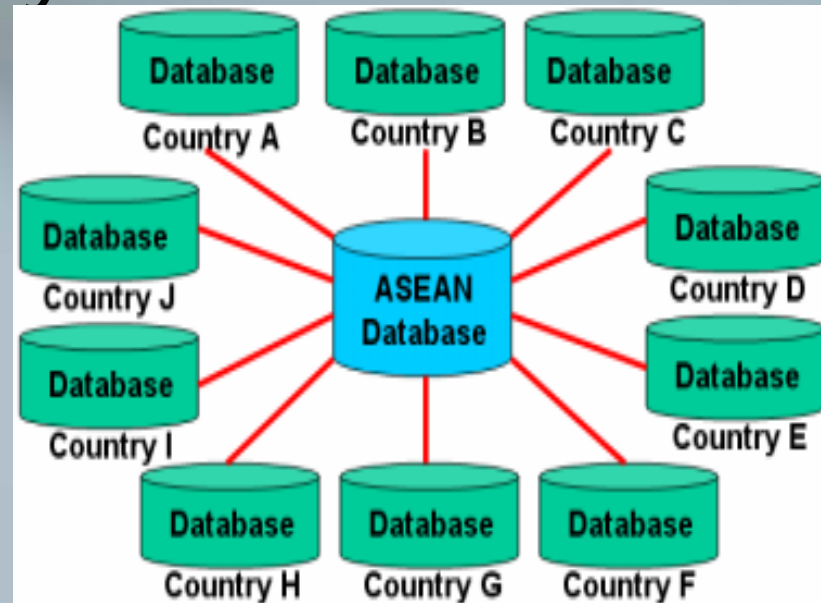 Database
Country A
Database
Country B
Database
Country C
Database
Country J
ASEAN
Database
Database
Country D
Database
Country I
Database
Country E
Database
Country H
Database
Country G
Database
Country F